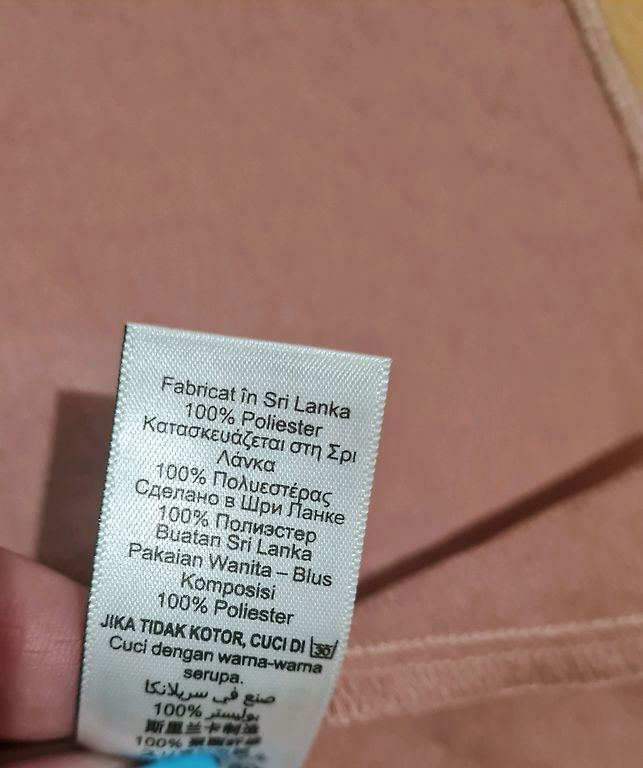 Fabricat în Sri Lanka
100% Poliester
Κατασκευάζεται στη Σρι
Λάνκα
100% Πολυεστέρας
Сделано в Шри Ланке
100% Полиэстер
Buatan Sri Lanka
Pakaian Wanita – Blus
Komposisi
100% Poliester
JIKA TIDAK KOTOR, CUCI DI 30
Cuci dengan warna-warna
serupa.
صنع في سريلانكا
100% بوليستر
斯里兰卡制造
100%